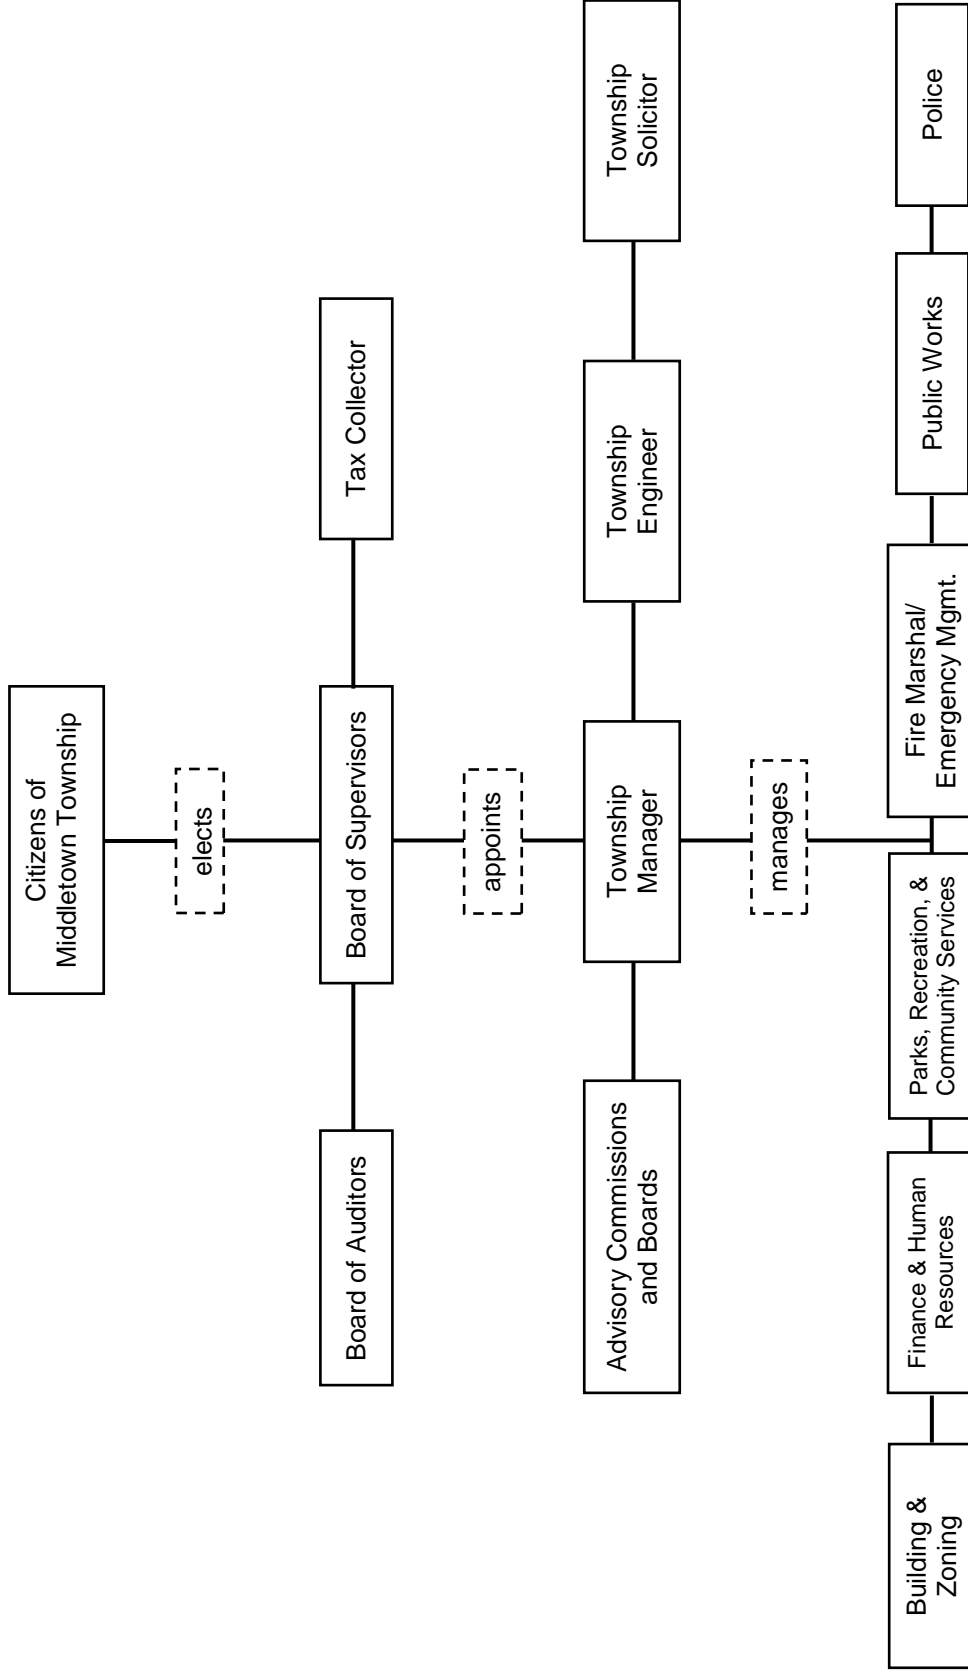 Citizens of
Middletown Township
elects
Board of Auditors
Board of Supervisors
Tax Collector
appoints
Advisory Commissions
and Boards
Township
Manager
Township
Engineer
Township
Solicitor
manages
Building &
Zoning
Finance & Human
Resources
Parks, Recreation, &
Community Services
Fire Marshal/
Emergency Mgmt.
Public Works
Police